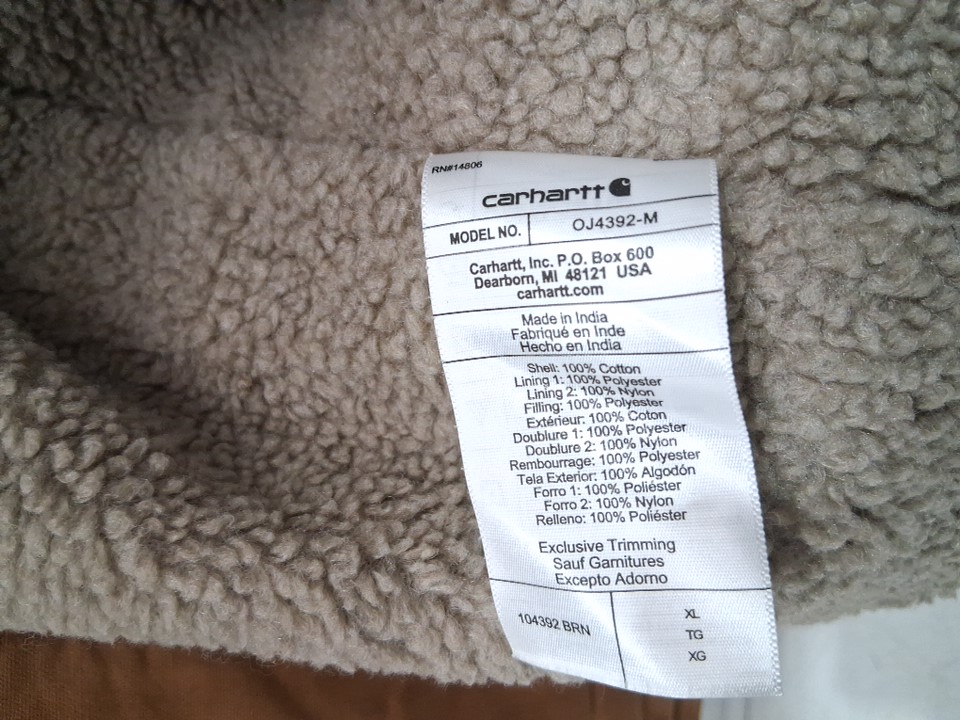 RN#14806
carhartt
MODEL NO. OJ4392-M
Carhartt, Inc. P.O. Box 600
Dearborn, MI 48121 USA
carhartt.com
Made in India
Fabriqué en Inde
Hecho en India
Shell: 100% Cotton
Lining 1: 100% Polyester
Lining 2: 100% Nylon
Filling: 100% Polyester
Extérieur: 100% Coton
Doublure 1: 100% Polyester
Doublure 2: 100% Nylon
Rembourrage: 100% Polyester
Tela Exterior: 100% Algodón
Forro 1: 100% Poliéster
Forro 2: 100% Nylon
Relleno: 100% Poliéster
Exclusive Trimming
Sauf Garnitures
Excepto Adorno
104392 BRN
XL
TG
XG